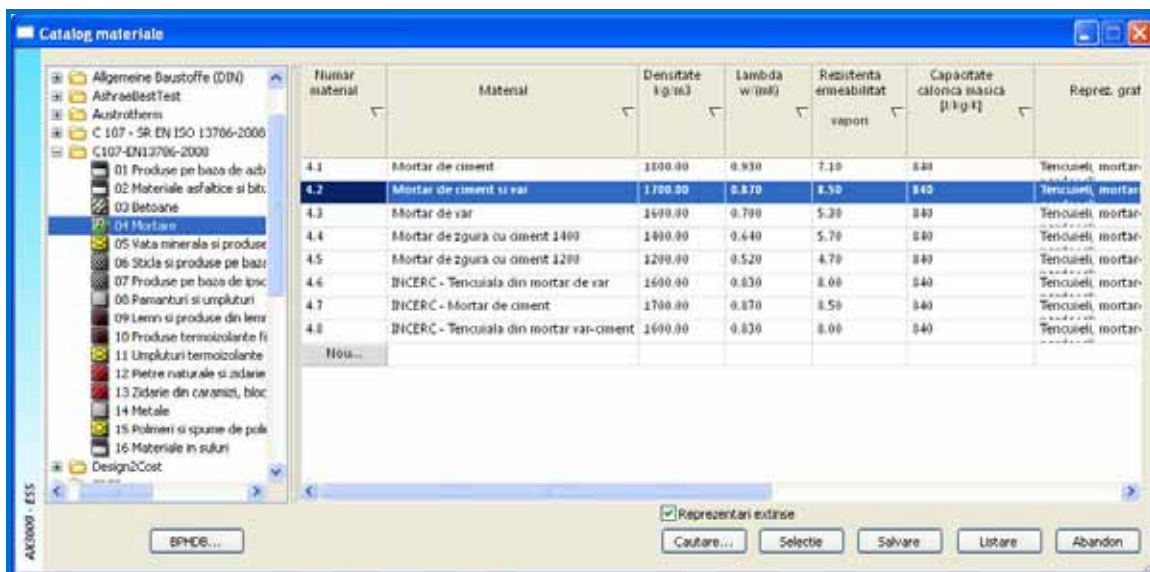 Catalog materiale
Allgemeine Baustoffe (DIN)
AshraeBestTest
Austrotherm
C 107 - SR EN ISO 13786-2008
C107-EN13786-2008
01 Produse pe baza de azb
02 Materiale asfaltice si bitu
03 Betoane
04 Mortare
05 Vata minerala si produse
06 Sticla si produse pe baza
07 Produse pe baza de ipsc
08 Pamanturi si umpluturi
09 Lemn si produse din lemn
10 Produse termoizolante fi
11 Umpluturi termoizolante
12 Pietre naturale si zidarie
13 Zidarie din caramizi, bloc
14 Metale
15 Polimeri si spume de polii
16 Materiale in suluri
Design2Cost
Numar material Material Densitate kg/m3 Lambda w/(mK) Rezistenta ermeabilitat vapori Capacitate calorica masica [J/kgK] Reprez. graf
4.1 Mortar de ciment 1800.00 0.930 7.10 840 Tencuieli, mortar-
4.2 Mortar de ciment si var 1700.00 0.870 8.50 840 Tencuieli, mortar-
4.3 Mortar de var 1600.00 0.700 5.30 840 Tencuieli, mortar-
4.4 Mortar de zgura cu ciment 1400 1400.00 0.640 5.70 840 Tencuieli, mortar-
4.5 Mortar de zgura cu ciment 1200 1200.00 0.520 4.70 840 Tencuieli, mortar-
4.6 INCERC - Tencuiala din mortar de var 1600.00 0.830 8.00 840 Tencuieli, mortar-
4.7 INCERC - Mortar de ciment 1700.00 0.870 8.50 840 Tencuieli, mortar-
4.8 INCERC - Tencuiala din mortar var-ciment 1600.00 0.830 8.00 840 Tencuieli, mortar-
Nou...
Reprezentari extinse
BPHDB...
Cautare...
Selectie
Salvare
Listare
Abandon
AX3000 - ESS